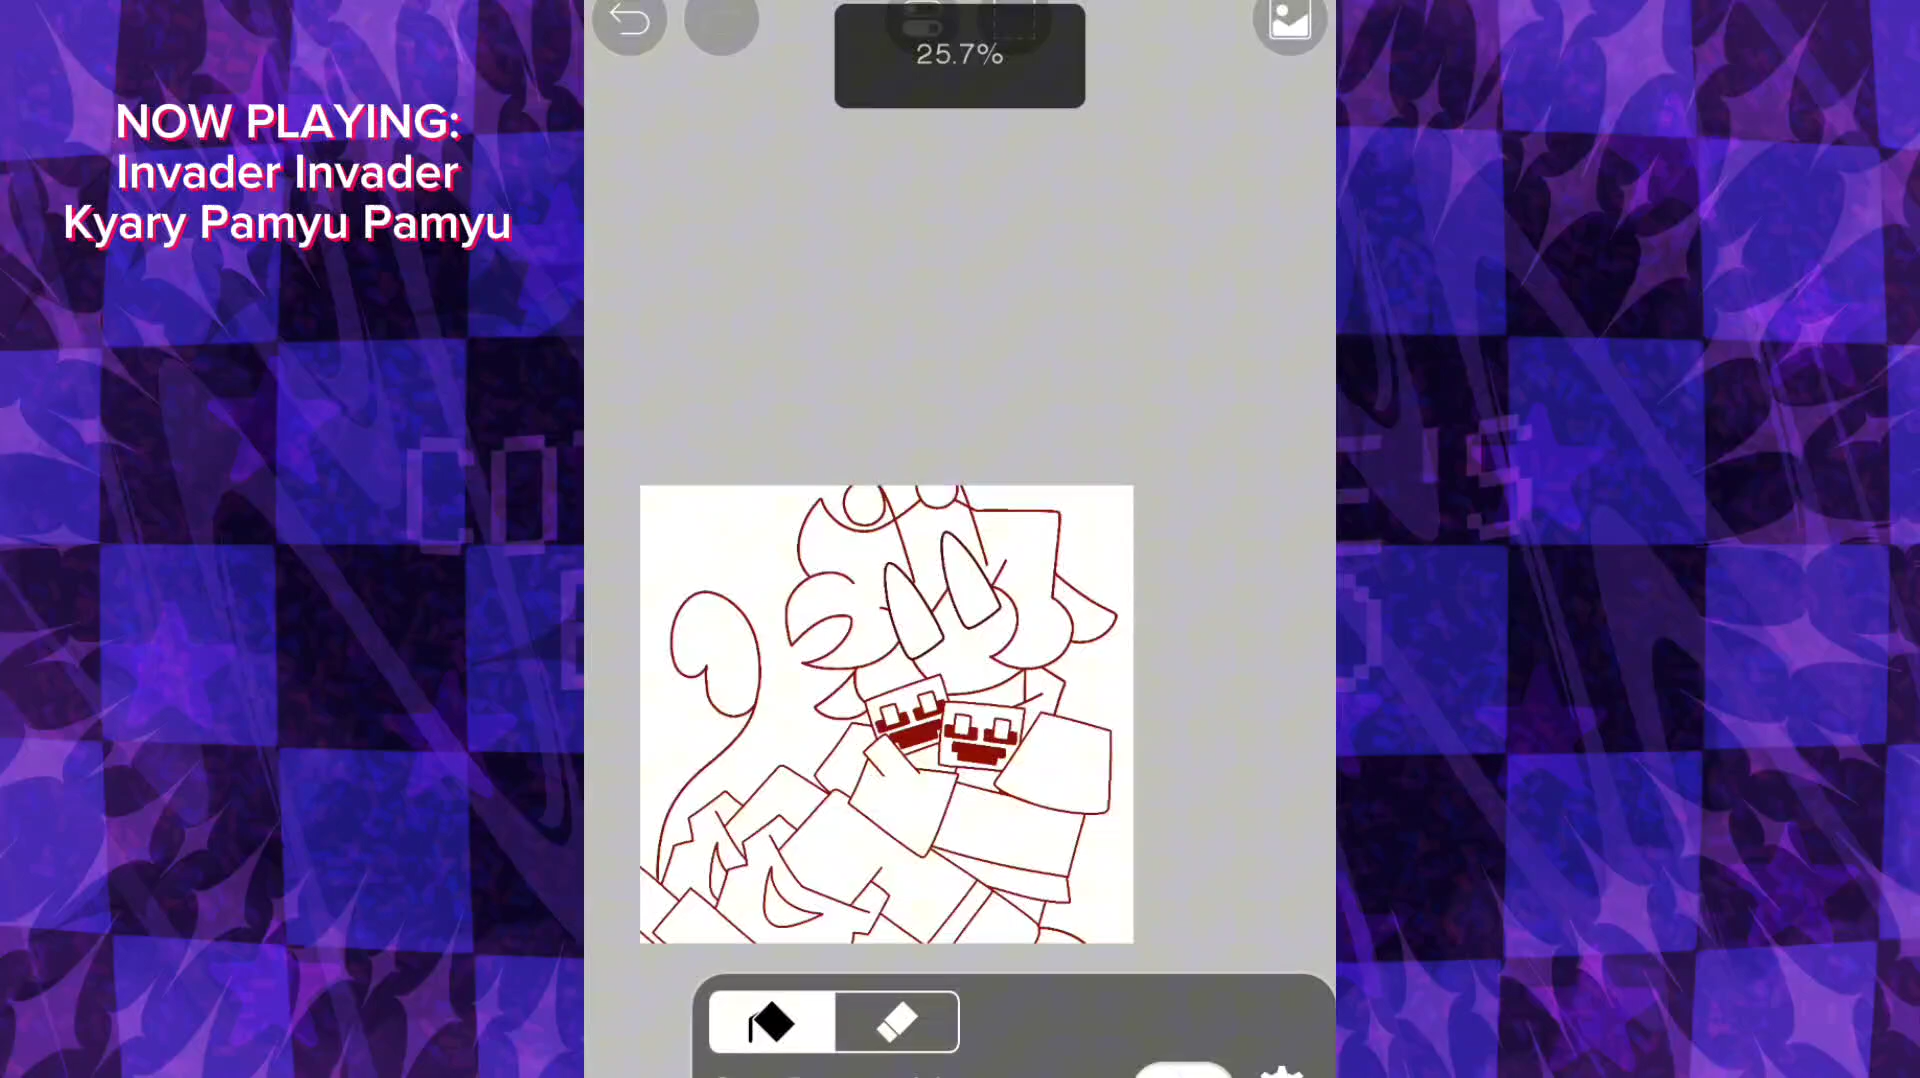 NOW PLAYING:
Invader Invader
Kyary Pamyu Pamyu
25.7%